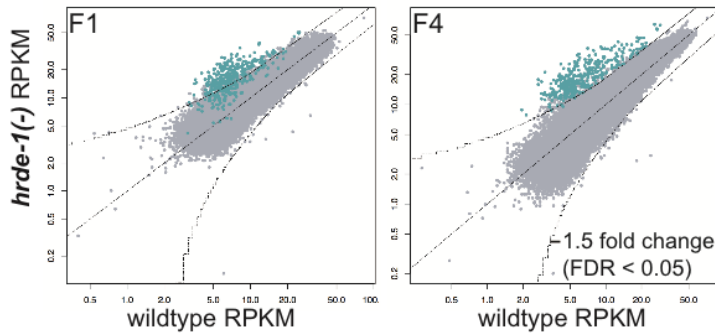 F1
F4
hrde-1(-) RPKM
50.0
20.0
10.0
5.0
2.0
1.0
0.5
0.2
50.0
20.0
10.0
5.0
2.0
1.0
0.5
0.2
−1.5 fold change
(FDR < 0.05)
0.5 1.0 2.0 5.0 10.0 20.0 50.0 100.
0.5 1.0 2.0 5.0 10.0 20.0 50.0 100.0
wildtype RPKM
wildtype RPKM